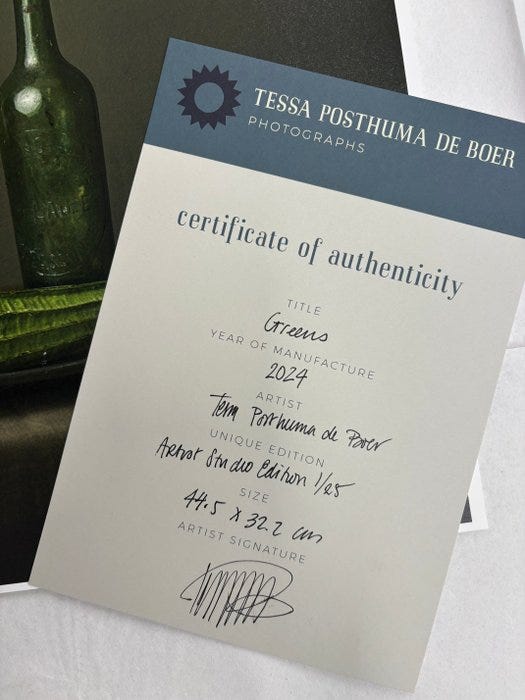 TESSA POSTHUMA DE BOER
PHOTOGRAPHS
certificate of authenticity
TITLE
Greens
YEAR OF MANUFACTURE
2024
ARTIST
Tessa Posthuma de Boer
UNIQUE EDITION
Artist Studio Edition 1/25
SIZE
44.5 x 32.2 cm
ARTIST SIGNATURE